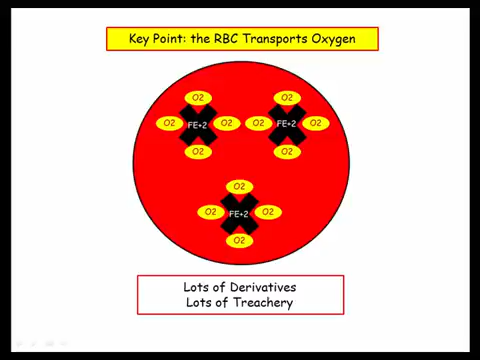 Key Point: the RBC Transports Oxygen
O2 O2
O2 FE+2 O2 O2 FE+2 O2
O2 O2
O2
O2 FE+2 O2
O2
Lots of Derivatives
Lots of Treachery